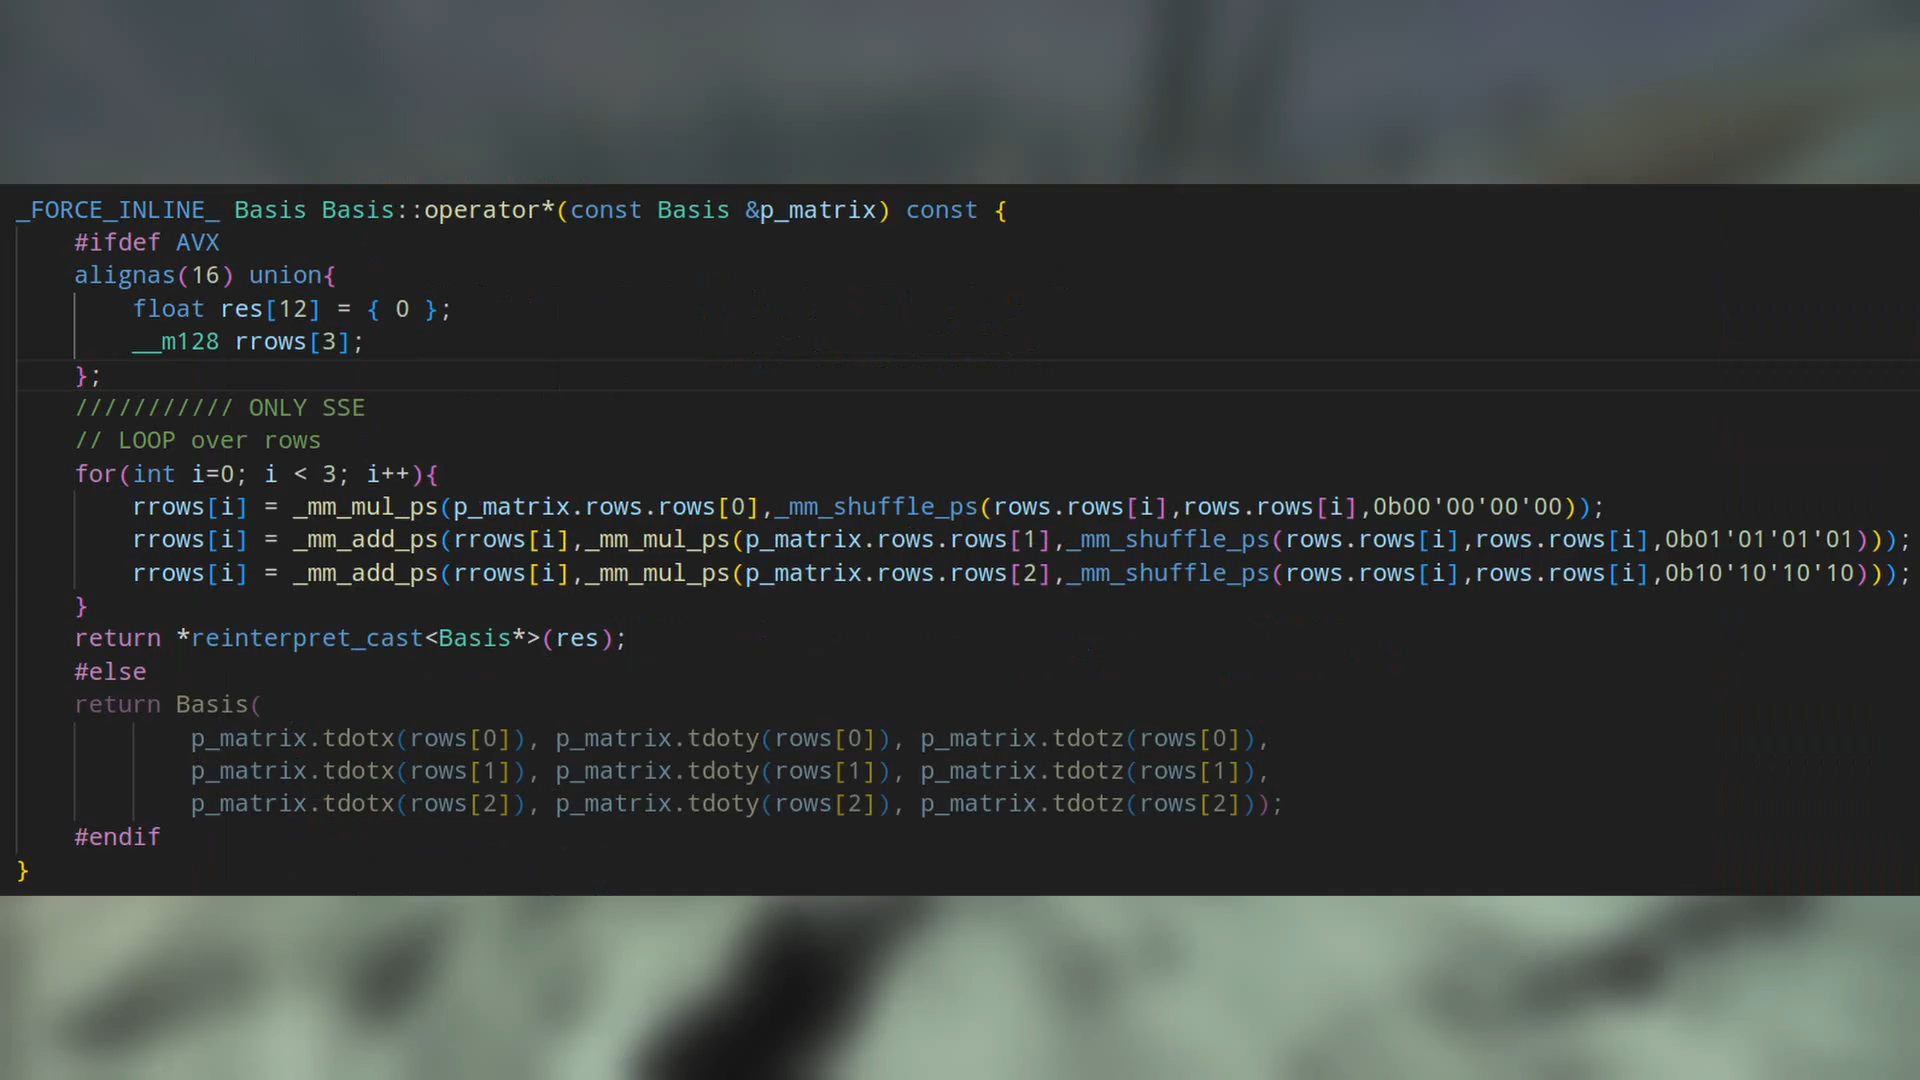 _FORCE_INLINE_ Basis Basis::operator*(const Basis &p_matrix) const {
#ifdef AVX
alignas(16) union{
float res[12] = { 0 };
__m128 rrows[3];
};
/////////// ONLY SSE
// LOOP over rows
for(int i=0; i < 3; i++){
rrows[i] = _mm_mul_ps(p_matrix.rows.rows[0],_mm_shuffle_ps(rows.rows[i],rows.rows[i],0b00'00'00'00));
rrows[i] = _mm_add_ps(rrows[i],_mm_mul_ps(p_matrix.rows.rows[1],_mm_shuffle_ps(rows.rows[i],rows.rows[i],0b01'01'01'01)));
rrows[i] = _mm_add_ps(rrows[i],_mm_mul_ps(p_matrix.rows.rows[2],_mm_shuffle_ps(rows.rows[i],rows.rows[i],0b10'10'10'10)));
}
return *reinterpret_cast<Basis*>(res);
#else
return Basis(
p_matrix.tdotx(rows[0]), p_matrix.tdoty(rows[0]), p_matrix.tdotz(rows[0]),
p_matrix.tdotx(rows[1]), p_matrix.tdoty(rows[1]), p_matrix.tdotz(rows[1]),
p_matrix.tdotx(rows[2]), p_matrix.tdoty(rows[2]), p_matrix.tdotz(rows[2]));
#endif
}